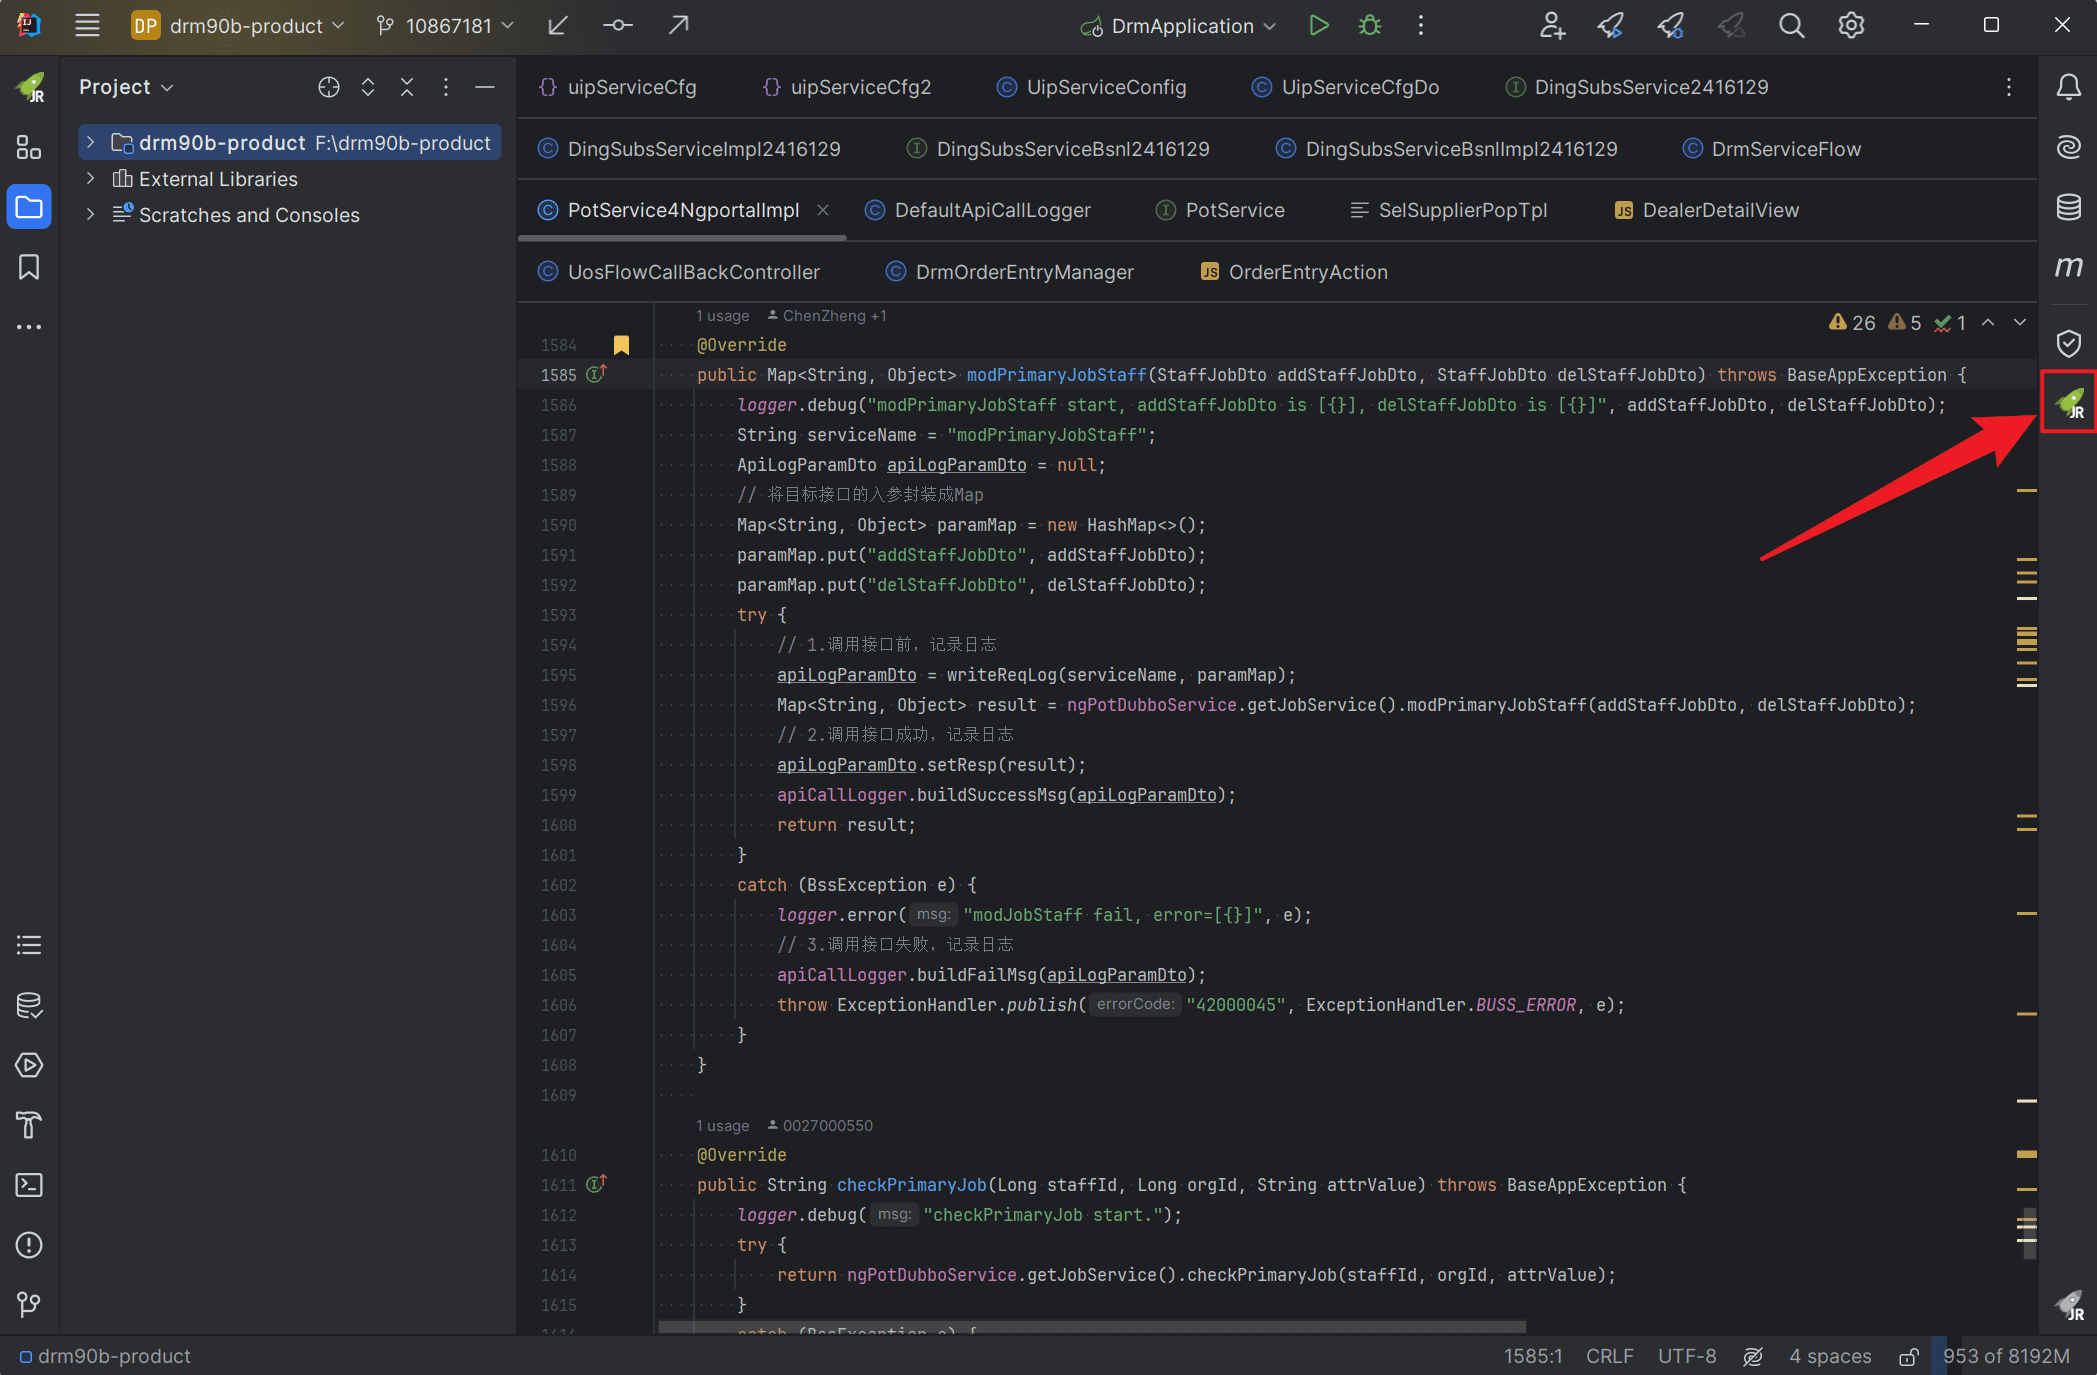 DP drm90b-product 10867181 DrmApplication
Project
drm90b-product F:\drm90b-product
External Libraries
Scratches and Consoles
uipServiceCfg uipServiceCfg2 UipServiceConfig UipServiceCfgDo DingSubsService2416129
DingSubsServiceImpl2416129 DingSubsServiceBsnl2416129 DingSubsServiceBsnlImpl2416129 DrmServiceFlow
PotService4NgportalImpl DefaultApiCallLogger PotService SelSupplierPopTpl JS DealerDetailView
UosFlowCallBackController DrmOrderEntryManager JS OrderEntryAction
1 usage ChenZheng +1
26 5 1
1584 @Override
1585 public Map<String, Object> modPrimaryJobStaff(StaffJobDto addStaffJobDto, StaffJobDto delStaffJobDto) throws BaseAppException {
1586 logger.debug("modPrimaryJobStaff start, addStaffJobDto is [{}], delStaffJobDto is [{}]", addStaffJobDto, delStaffJobDto);
1587 String serviceName = "modPrimaryJobStaff";
1588 ApiLogParamDto apiLogParamDto = null;
1589 // 将目标接口的入参封装成Map
1590 Map<String, Object> paramMap = new HashMap<>();
1591 paramMap.put("addStaffJobDto", addStaffJobDto);
1592 paramMap.put("delStaffJobDto", delStaffJobDto);
1593 try {
1594 // 1.调用接口前，记录日志
1595 apiLogParamDto = writeReqLog(serviceName, paramMap);
1596 Map<String, Object> result = ngPotDubboService.getJobService().modPrimaryJobStaff(addStaffJobDto, delStaffJobDto);
1597 // 2.调用接口成功，记录日志
1598 apiLogParamDto.setResp(result);
1599 apiCallLogger.buildSuccessMsg(apiLogParamDto);
1600 return result;
1601 }
1602 catch (BssException e) {
1603 logger.error( msg: "modJobStaff fail, error=[{}]", e);
1604 // 3.调用接口失败，记录日志
1605 apiCallLogger.buildFailMsg(apiLogParamDto);
1606 throw ExceptionHandler.publish( errorCode: "42000045", ExceptionHandler.BUSS_ERROR, e);
1607 }
1608 }
1609
1 usage 0027000550
1610 @Override
1611 public String checkPrimaryJob(Long staffId, Long orgId, String attrValue) throws BaseAppException {
1612 logger.debug( msg: "checkPrimaryJob start.");
1613 try {
1614 return ngPotDubboService.getJobService().checkPrimaryJob(staffId, orgId, attrValue);
1615 }
catch (BssException e) {
JR
m
JR
JR
drm90b-product 1585:1 CRLF UTF-8 4 spaces 953 of 8192M